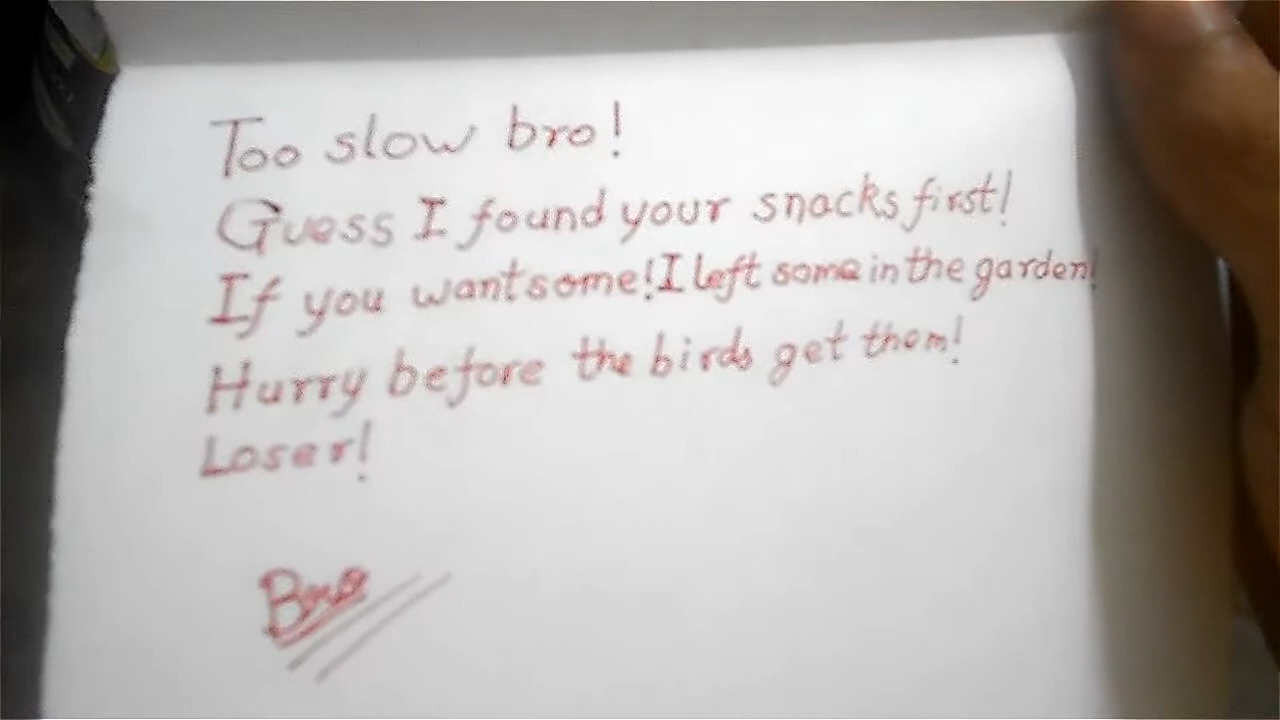 Too slow bro!
Guess I found your snacks first!
If you want some! I left some in the garden!
Hurry before the birds get them!
Loser!
Bro